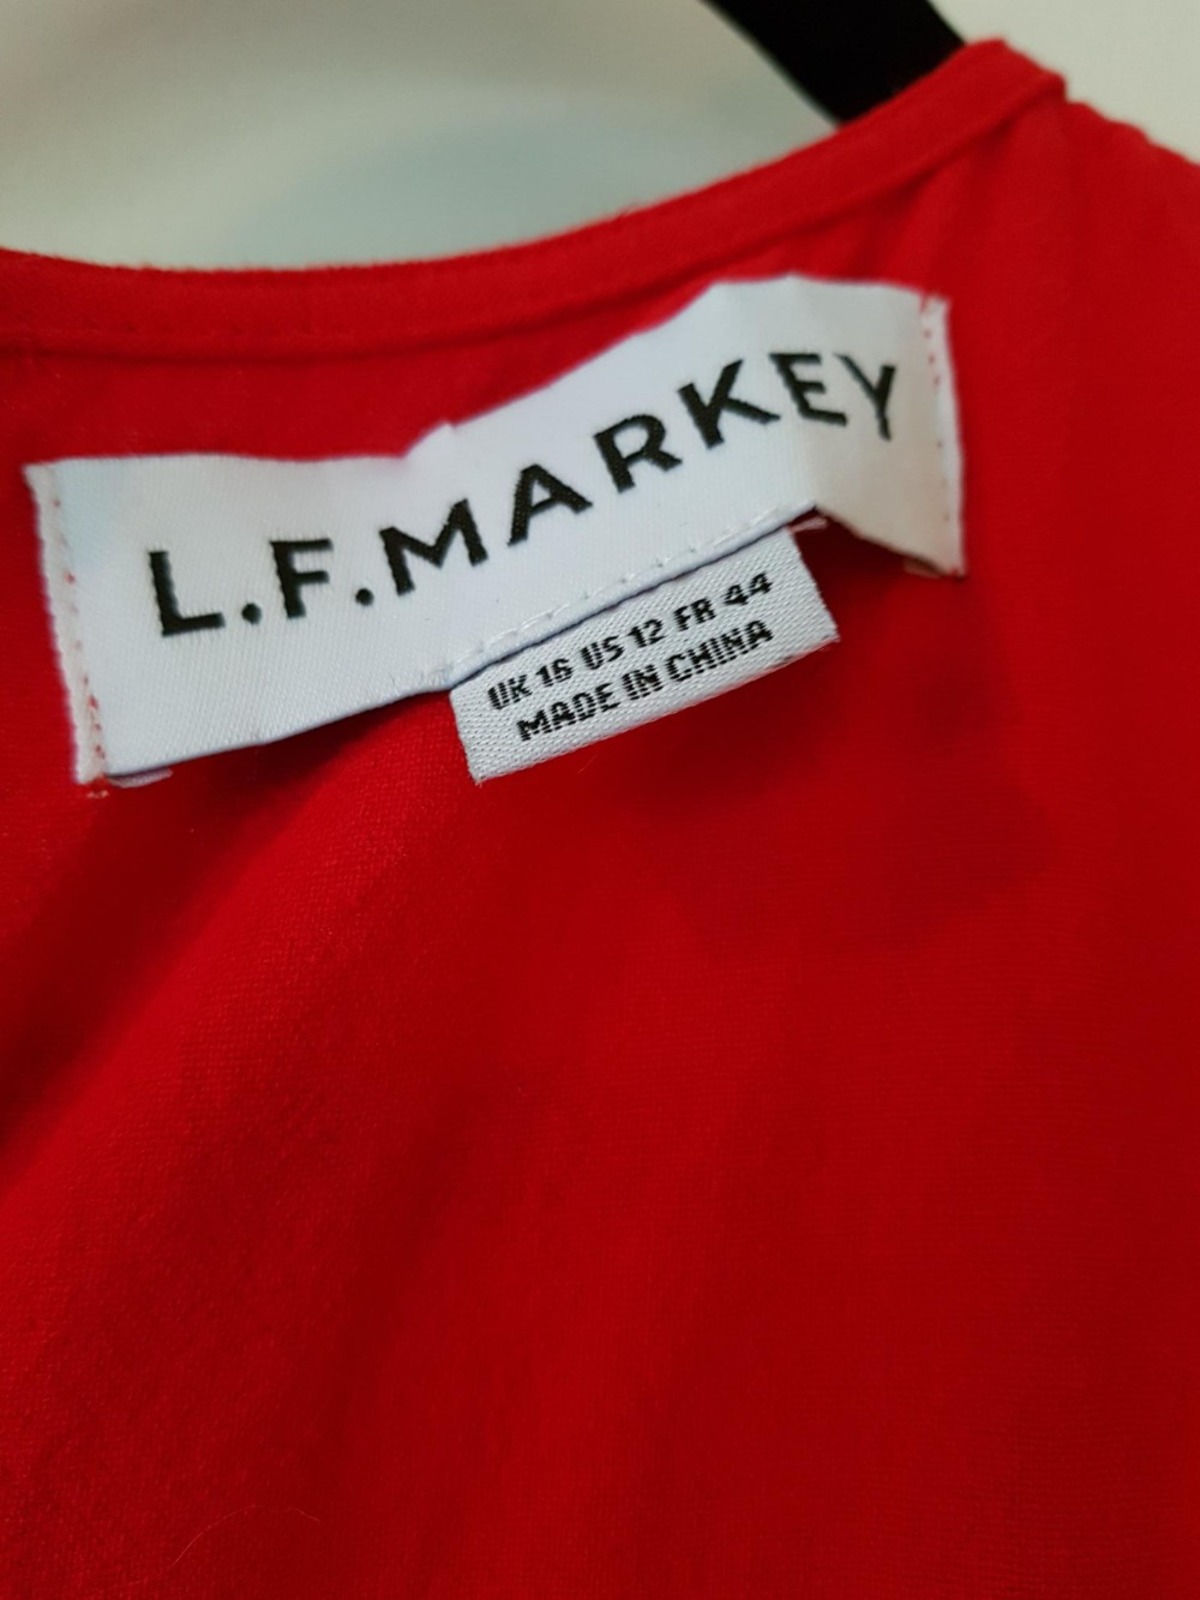 L.F.MARKEY
UK 16 US 12 FR 44
MADE IN CHINA